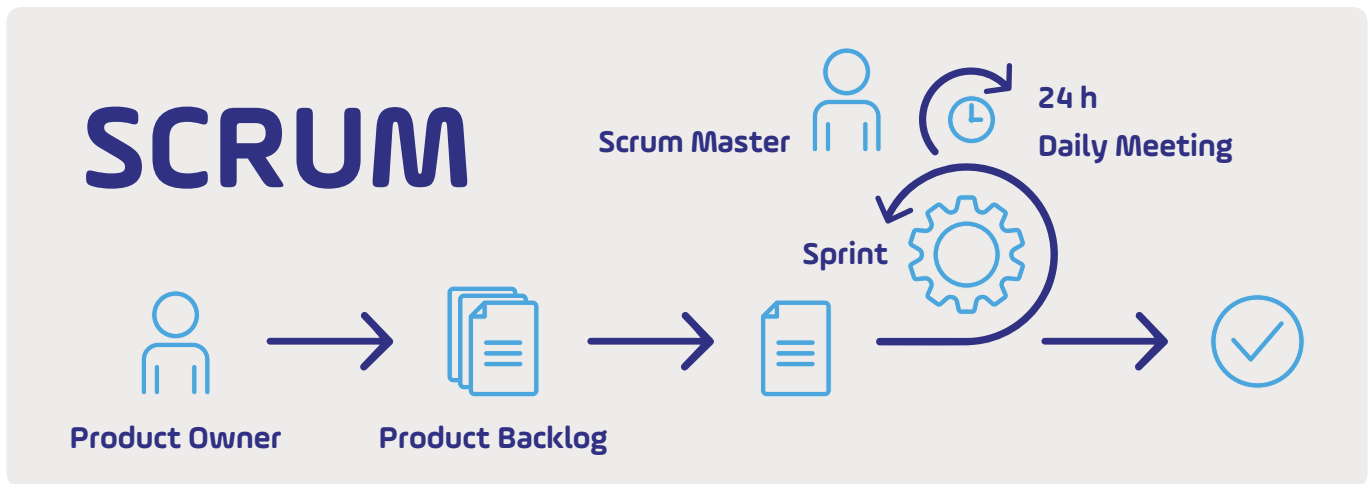 SCRUM
Scrum Master
24 h
Daily Meeting
Sprint
Product Owner
Product Backlog